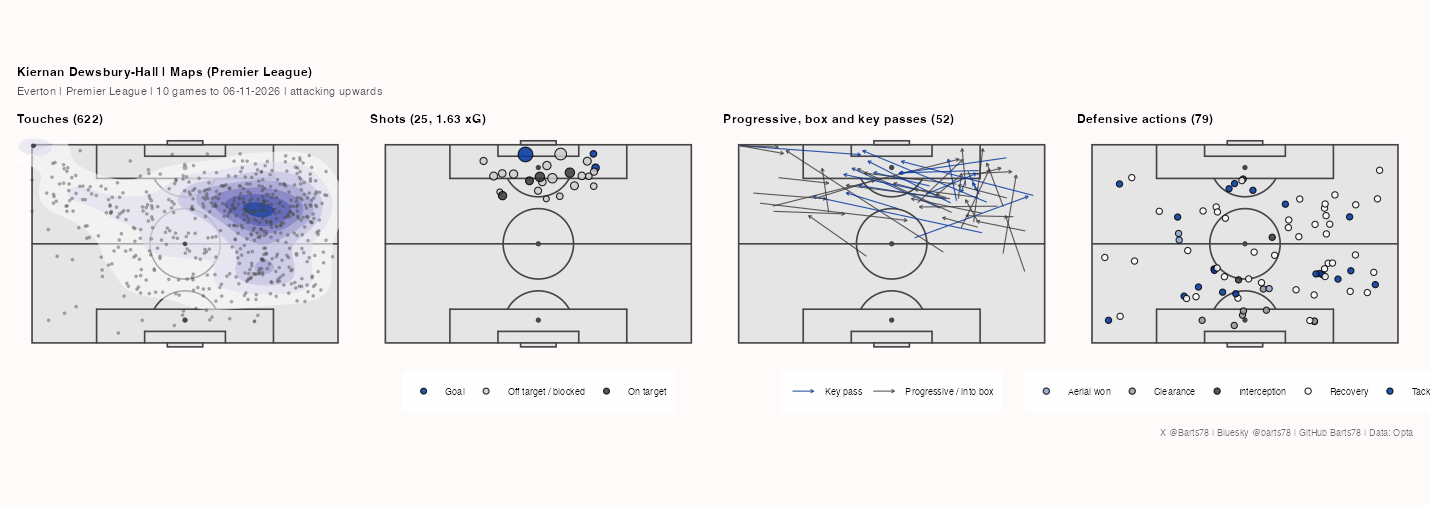 Kiernan Dewsbury-Hall | Maps (Premier League)
Everton | Premier League | 10 games to 06-11-2026 | attacking upwards
Touches (622)
Shots (25, 1.63 xG)
Progressive, box and key passes (52)
Defensive actions (79)
Goal
Off target / blocked
On target
Key pass
Progressive / into box
Aerial won
Clearance
Interception
Recovery
Tack
X @Barts78 | Bluesky @barts78 | GitHub Barts78 | Data: Opta